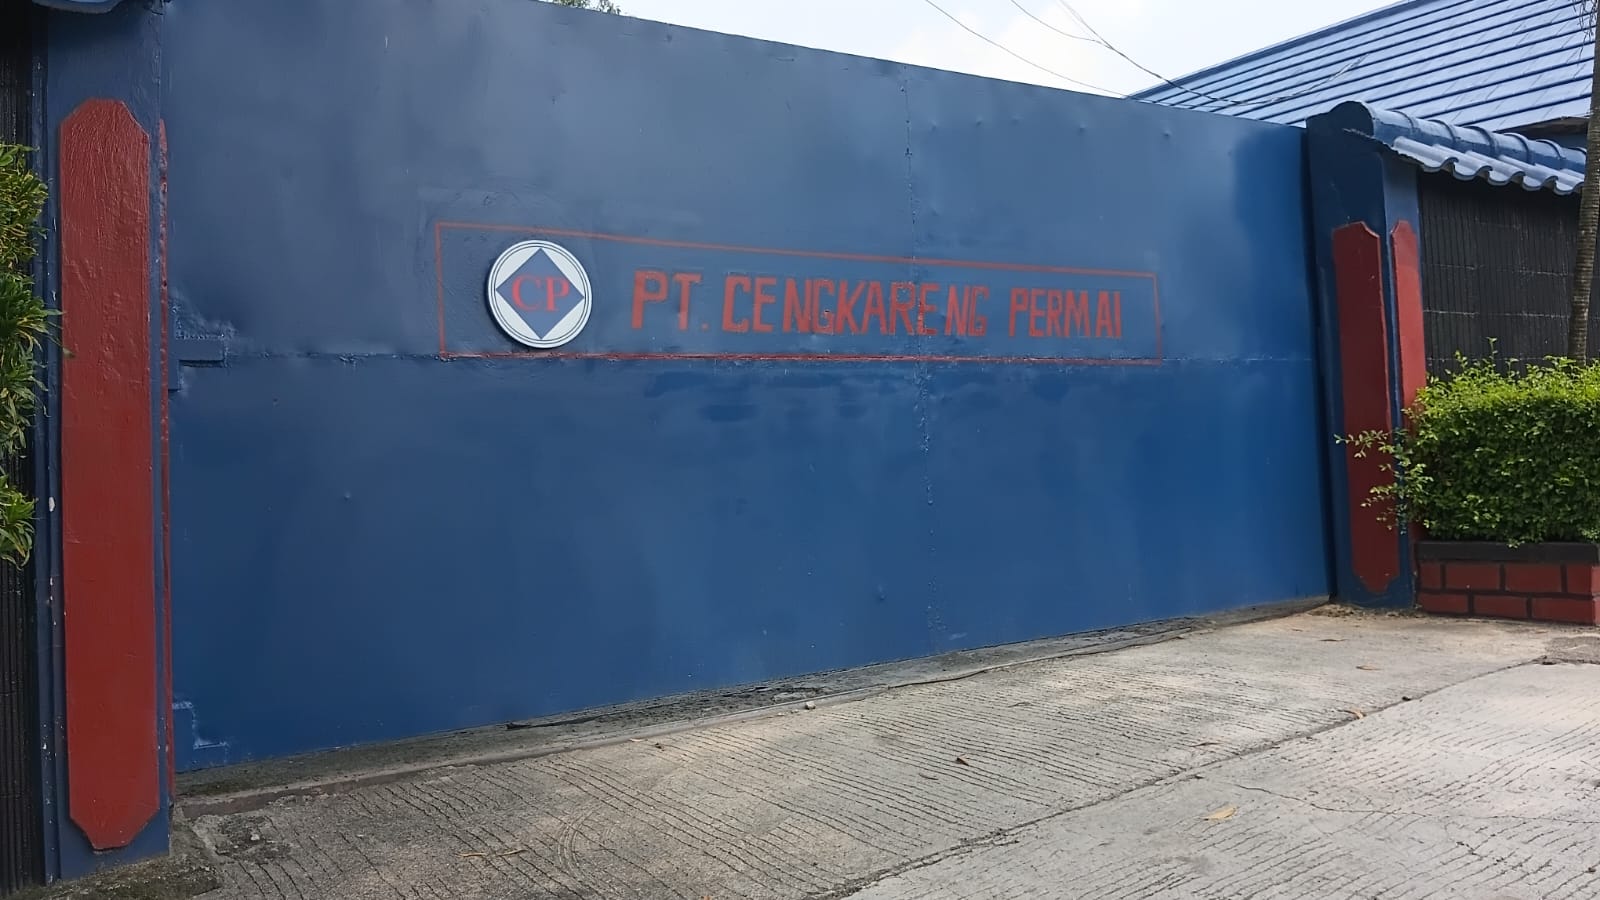 CP
PT. CENGKARENG PERMAI